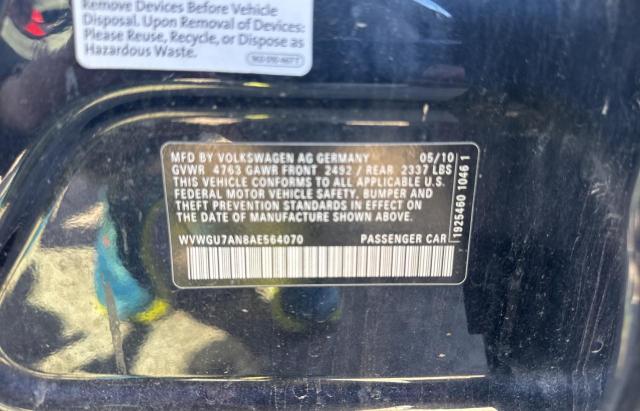 Remove Devices Before Vehicle
Disposal. Upon Removal of Devices:
Please Reuse, Recycle, or Dispose as
Hazardous Waste.
MFD BY VOLKSWAGEN AG GERMANY 05/10
GVWR 4763 GAWR FRONT 2492 / REAR 2337 LBS
THIS VEHICLE CONFORMS TO ALL APPLICABLE U.S.
FEDERAL MOTOR VEHICLE SAFETY, BUMPER AND
THEFT PREVENTION STANDARDS IN EFFECT ON
THE DATE OF MANUFACTURE SHOWN ABOVE.
WVWGU7AN8AE564070 PASSENGER CAR
1925460 1046 1